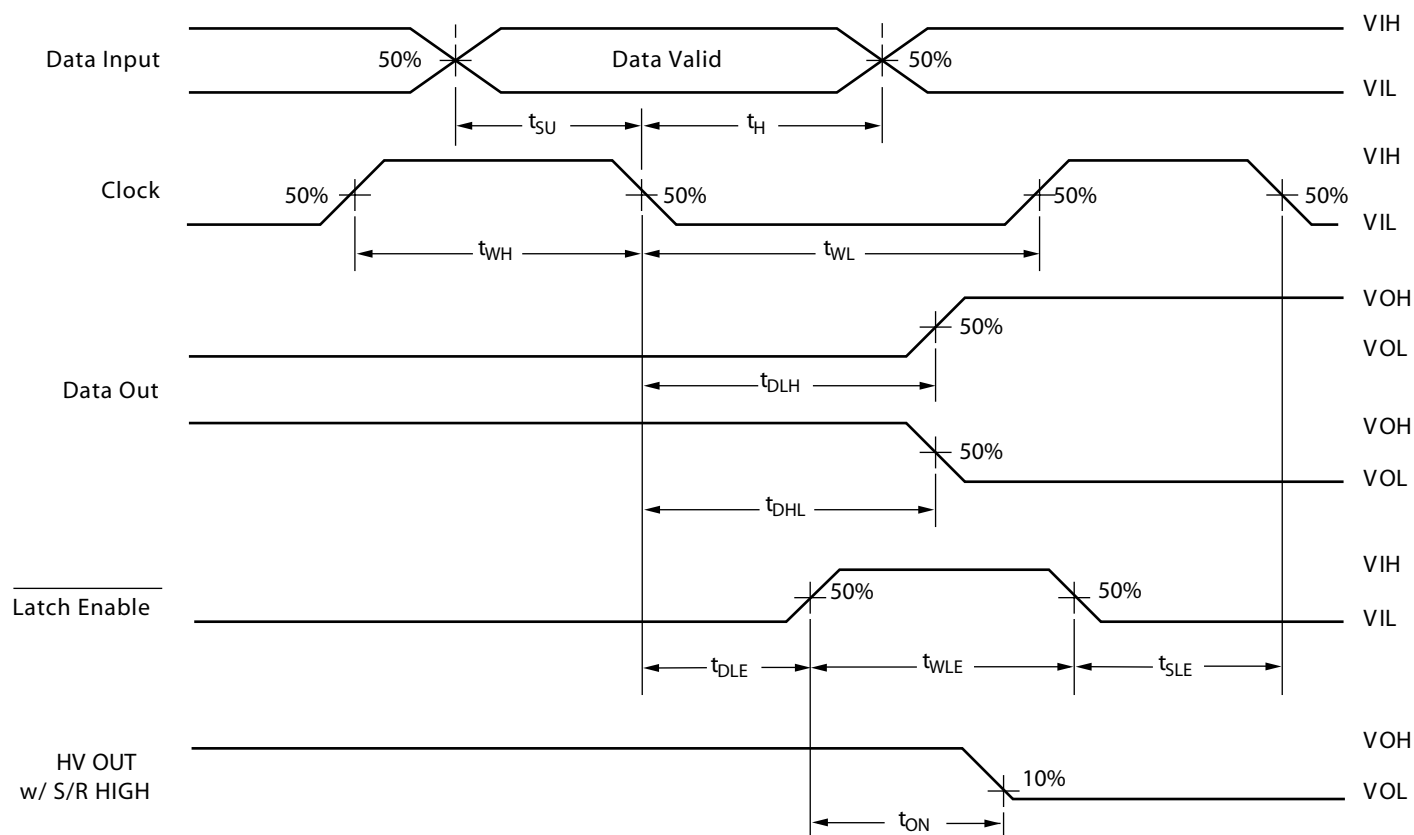 Data Input
50%
Data Valid
50%
VIH
VIL
tSU
tH
Clock
50%
50%
50%
50%
VIH
VIL
tWH
tWL
Data Out
50%
VOH
VOL
tDLH
50%
VOH
VOL
tDHL
Latch Enable
50%
50%
VIH
VIL
tDLE
tWLE
tSLE
HV OUT
w/ S/R HIGH
10%
VOH
VOL
tON